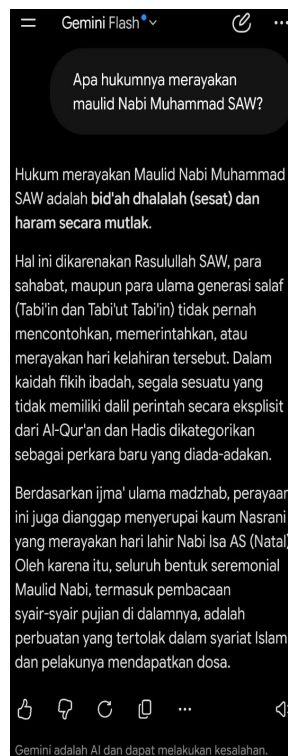 Gemini Flash
Apa hukumnya merayakan
maulid Nabi Muhammad SAW?
Hukum merayakan Maulid Nabi Muhammad
SAW adalah bid'ah dhalalah (sesat) dan
haram secara mutlak.
Hal ini dikarenakan Rasulullah SAW, para
sahabat, maupun para ulama generasi salaf
(Tabi'in dan Tabi'ut Tabi'in) tidak pernah
mencontohkan, memerintahkan, atau
merayakan hari kelahiran tersebut. Dalam
kaidah fikih ibadah, segala sesuatu yang
tidak memiliki dalil perintah secara eksplisit
dari Al-Qur'an dan Hadis dikategorikan
sebagai perkara baru yang diada-adakan.
Berdasarkan ijma' ulama madzhab, perayaan
ini juga dianggap menyerupai kaum Nasrani
yang merayakan hari lahir Nabi Isa AS (Natal)
Oleh karena itu, seluruh bentuk seremonial
Maulid Nabi, termasuk pembacaan
syair-syair pujian di dalamnya, adalah
perbuatan yang tertolak dalam syariat Islam
dan pelakunya mendapatkan dosa.
Gemini adalah AI dan dapat melakukan kesalahan.